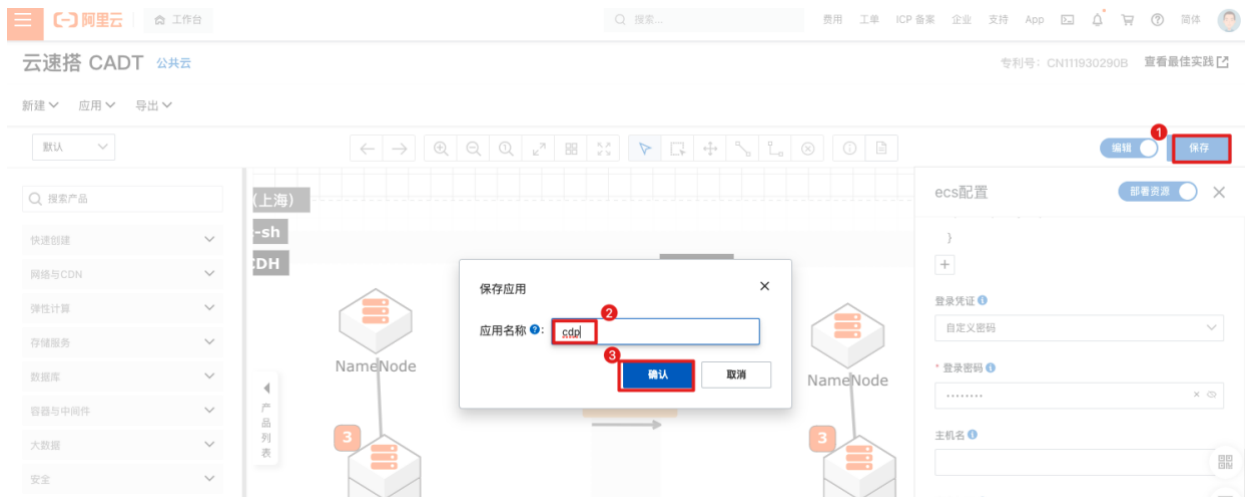 (-) 阿里云 工作台 搜索... 费用 工单 ICP 备案 企业 支持 App 简体
云速搭 CADT 公共云 专利号：CN111930290B 查看最佳实践
新建 应用 导出
1
默认 编辑 保存
搜索产品
(上海)
ecs配置 部署资源
快速创建
-sh
}
网络与CDN
CDH
+
弹性计算
保存应用
登录凭证
2
应用名称 : cdp
自定义密码
存储服务
3
NameNode
确认 取消
* 登录密码
数据库
NameNode
产品列表
........
容器与中间件
3
3
主机名
大数据
安全